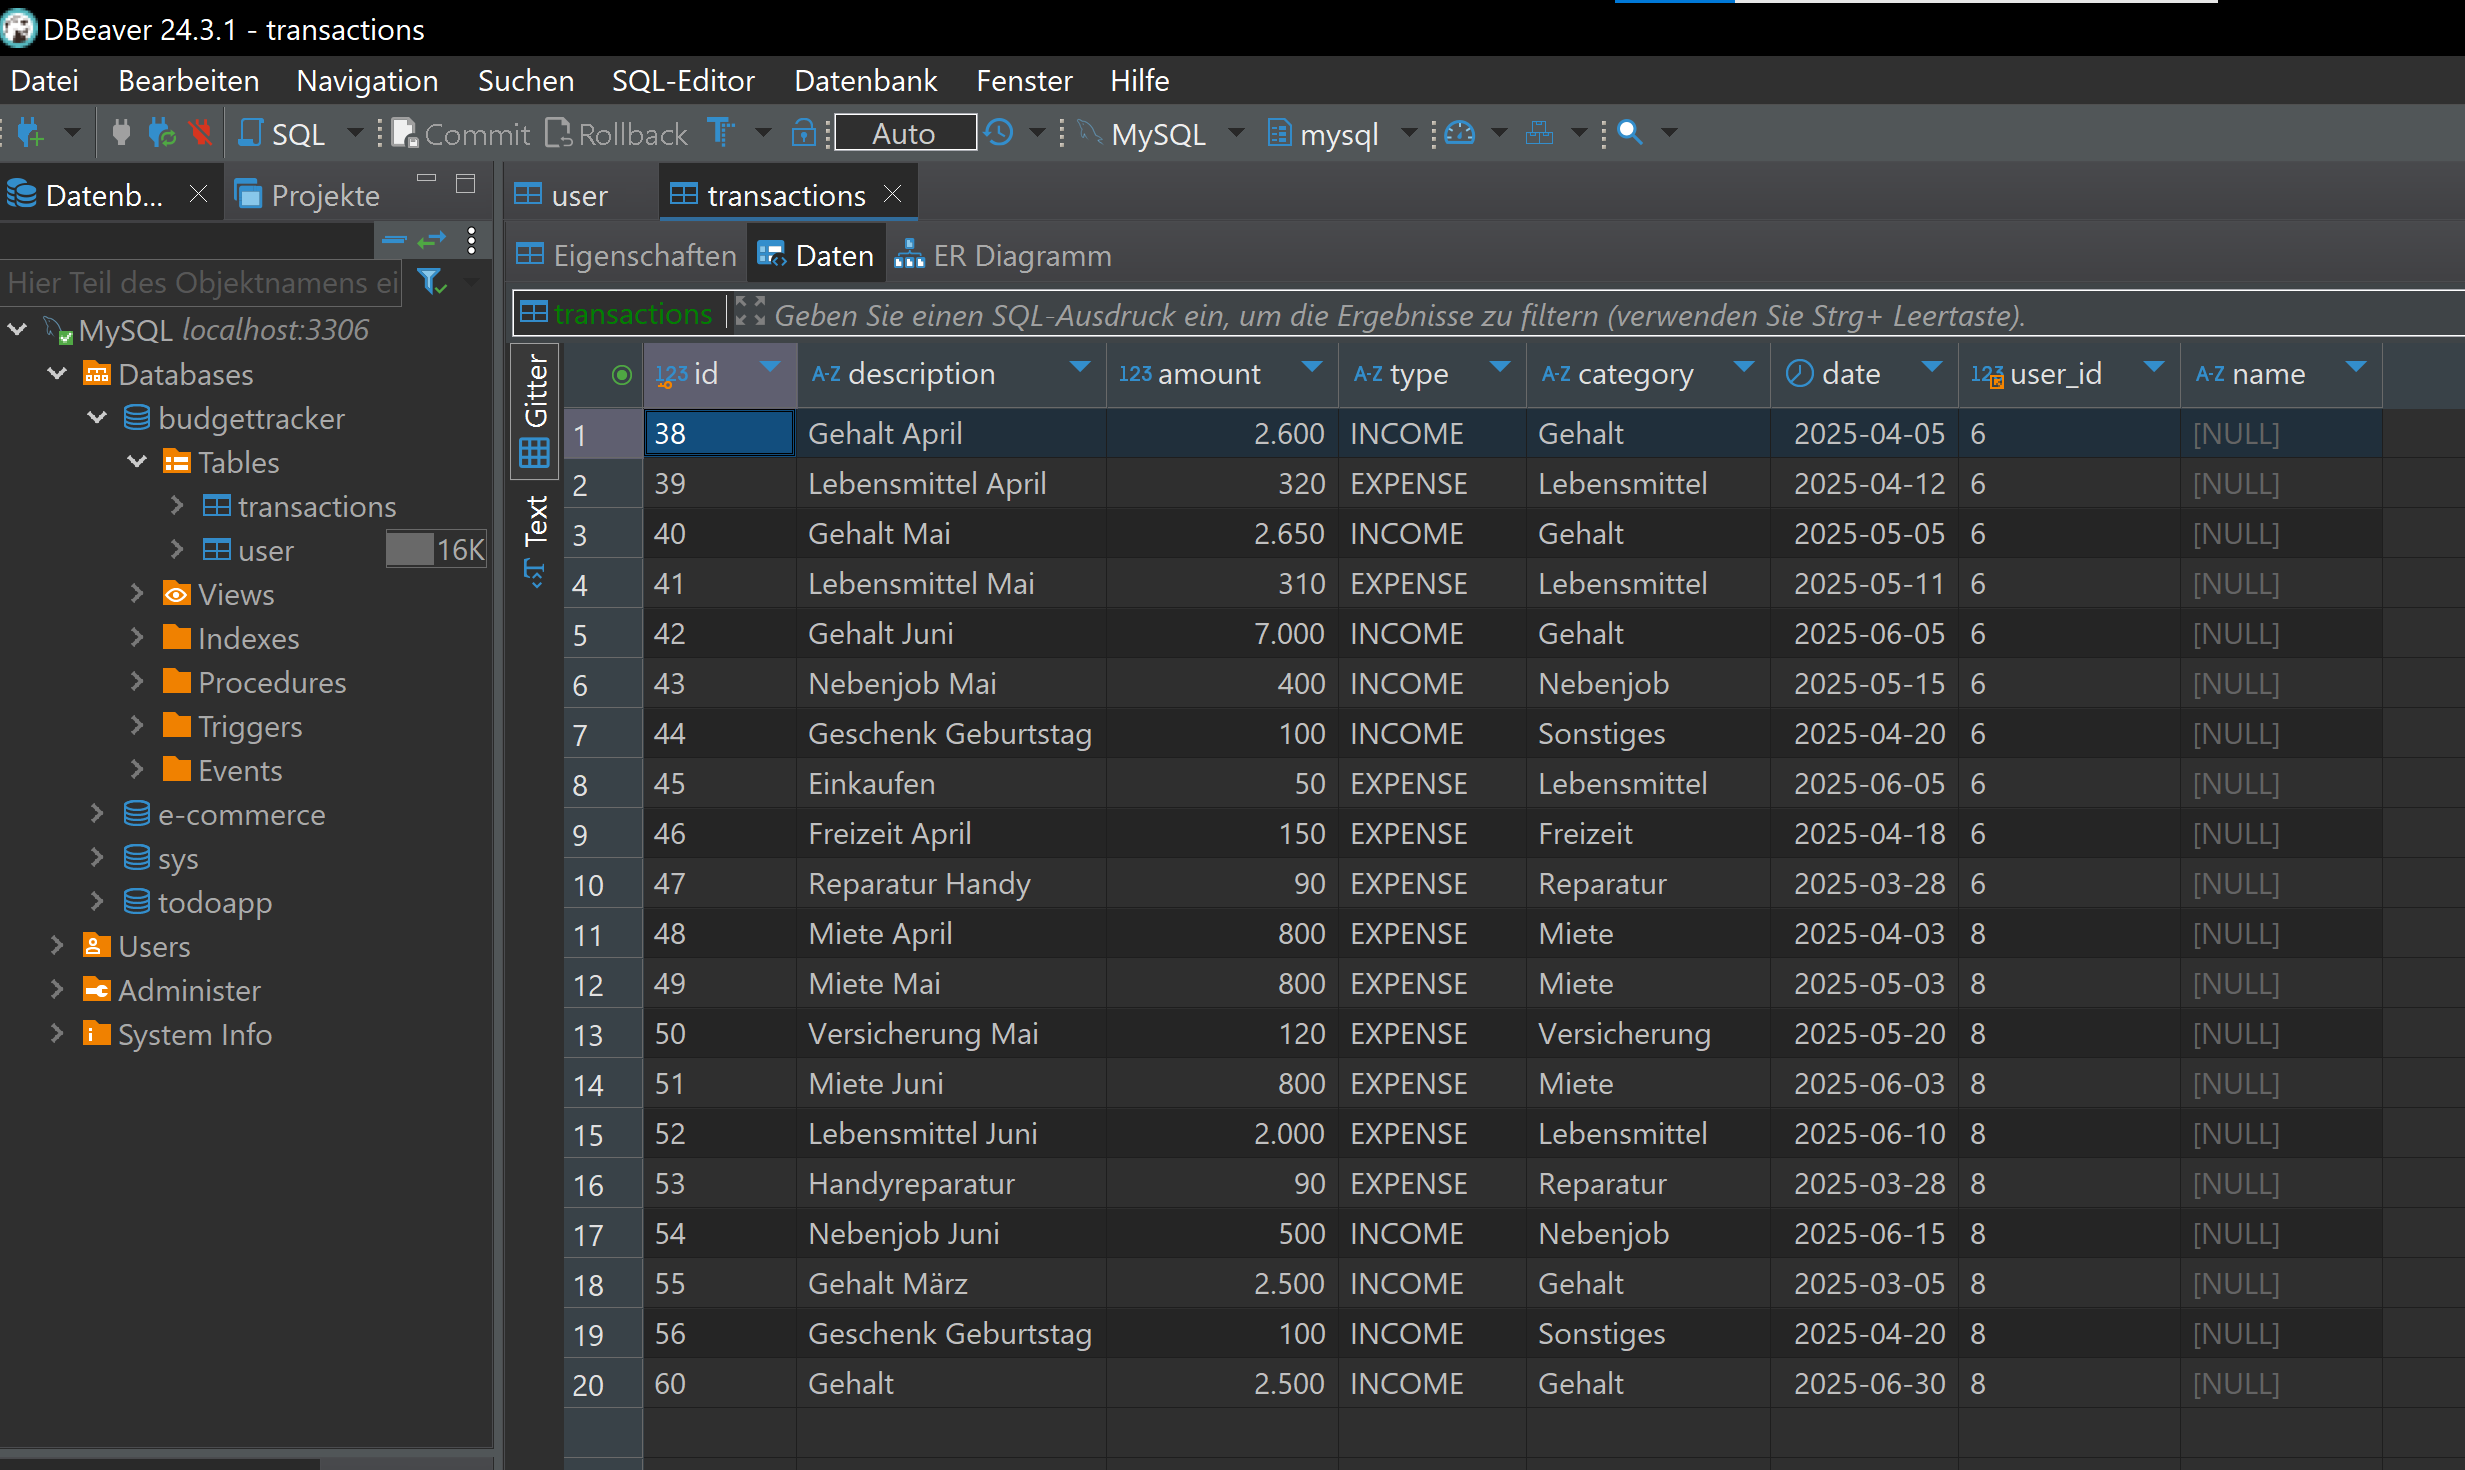 DBeaver 24.3.1 - transactions
Datei Bearbeiten Navigation Suchen SQL-Editor Datenbank Fenster Hilfe
SQL Commit Rollback Auto MySQL mysql
Datenb... Projekte
Hier Teil des Objektnamens ei
MySQL localhost:3306
Databases
budgettracker
Tables
transactions
user 16K
Views
Indexes
Procedures
Triggers
Events
e-commerce
sys
todoapp
Users
Administer
System Info
user transactions
Eigenschaften Daten ER Diagramm
transactions Geben Sie einen SQL-Ausdruck ein, um die Ergebnisse zu filtern (verwenden Sie Strg+ Leertaste).
Gitter
Text
123 id A-Z description 123 amount A-Z type A-Z category date 123 user_id A-Z name
1 38 Gehalt April 2.600 INCOME Gehalt 2025-04-05 6 [NULL]
2 39 Lebensmittel April 320 EXPENSE Lebensmittel 2025-04-12 6 [NULL]
3 40 Gehalt Mai 2.650 INCOME Gehalt 2025-05-05 6 [NULL]
4 41 Lebensmittel Mai 310 EXPENSE Lebensmittel 2025-05-11 6 [NULL]
5 42 Gehalt Juni 7.000 INCOME Gehalt 2025-06-05 6 [NULL]
6 43 Nebenjob Mai 400 INCOME Nebenjob 2025-05-15 6 [NULL]
7 44 Geschenk Geburtstag 100 INCOME Sonstiges 2025-04-20 6 [NULL]
8 45 Einkaufen 50 EXPENSE Lebensmittel 2025-06-05 6 [NULL]
9 46 Freizeit April 150 EXPENSE Freizeit 2025-04-18 6 [NULL]
10 47 Reparatur Handy 90 EXPENSE Reparatur 2025-03-28 6 [NULL]
11 48 Miete April 800 EXPENSE Miete 2025-04-03 8 [NULL]
12 49 Miete Mai 800 EXPENSE Miete 2025-05-03 8 [NULL]
13 50 Versicherung Mai 120 EXPENSE Versicherung 2025-05-20 8 [NULL]
14 51 Miete Juni 800 EXPENSE Miete 2025-06-03 8 [NULL]
15 52 Lebensmittel Juni 2.000 EXPENSE Lebensmittel 2025-06-10 8 [NULL]
16 53 Handyreparatur 90 EXPENSE Reparatur 2025-03-28 8 [NULL]
17 54 Nebenjob Juni 500 INCOME Nebenjob 2025-06-15 8 [NULL]
18 55 Gehalt März 2.500 INCOME Gehalt 2025-03-05 8 [NULL]
19 56 Geschenk Geburtstag 100 INCOME Sonstiges 2025-04-20 8 [NULL]
20 60 Gehalt 2.500 INCOME Gehalt 2025-06-30 8 [NULL]